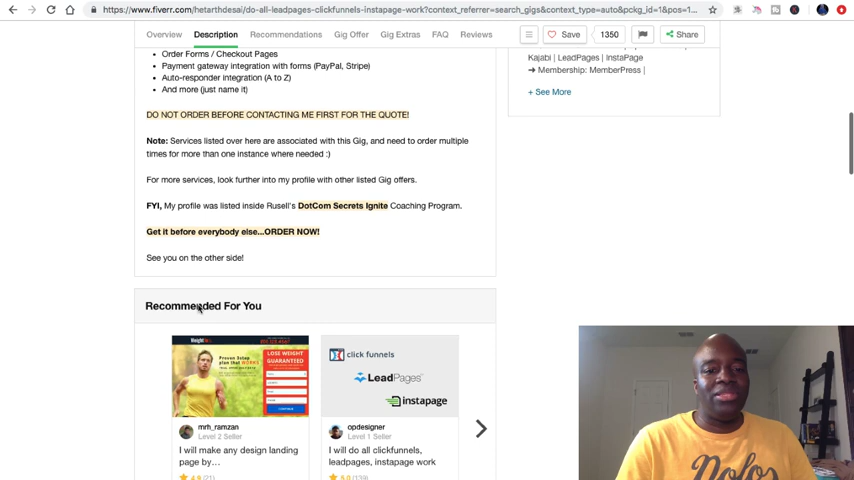 https://www.fiverr.com/hetarthdesai/do-all-leadpages-clickfunnels-instapage-work?context_referrer=search_gigs&context_type=auto&pckg_id=1&pos=1...
Overview Description Recommendations Gig Offer Gig Extras FAQ Reviews Save 1350 Share
Order Forms / Checkout Pages
Payment gateway integration with forms (PayPal, Stripe)
Auto-responder integration (A to Z)
And more (just name it)
DO NOT ORDER BEFORE CONTACTING ME FIRST FOR THE QUOTE!
Note: Services listed over here are associated with this Gig, and need to order multiple
times for more than one instance where needed :)
For more services, look further into my profile with other listed Gig offers.
FYI, My profile was listed inside Rusell's DotCom Secrets Ignite Coaching Program.
Get it before everybody else...ORDER NOW!
See you on the other side!
Kajabi | LeadPages | InstaPage
➔ Membership: MemberPress |
+ See More
Recommended For You
Proven 3step
plan that WORKS
LOSE WEIGHT
GUARANTEED
click funnels
LeadPages
instapage
mrh_ramzan
Level 2 Seller
I will make any design landing
page by...
4.9 (21)
opdesigner
Level 1 Seller
I will do all clickfunnels,
leadpages, instapage work
5.0 (139)
Nofo